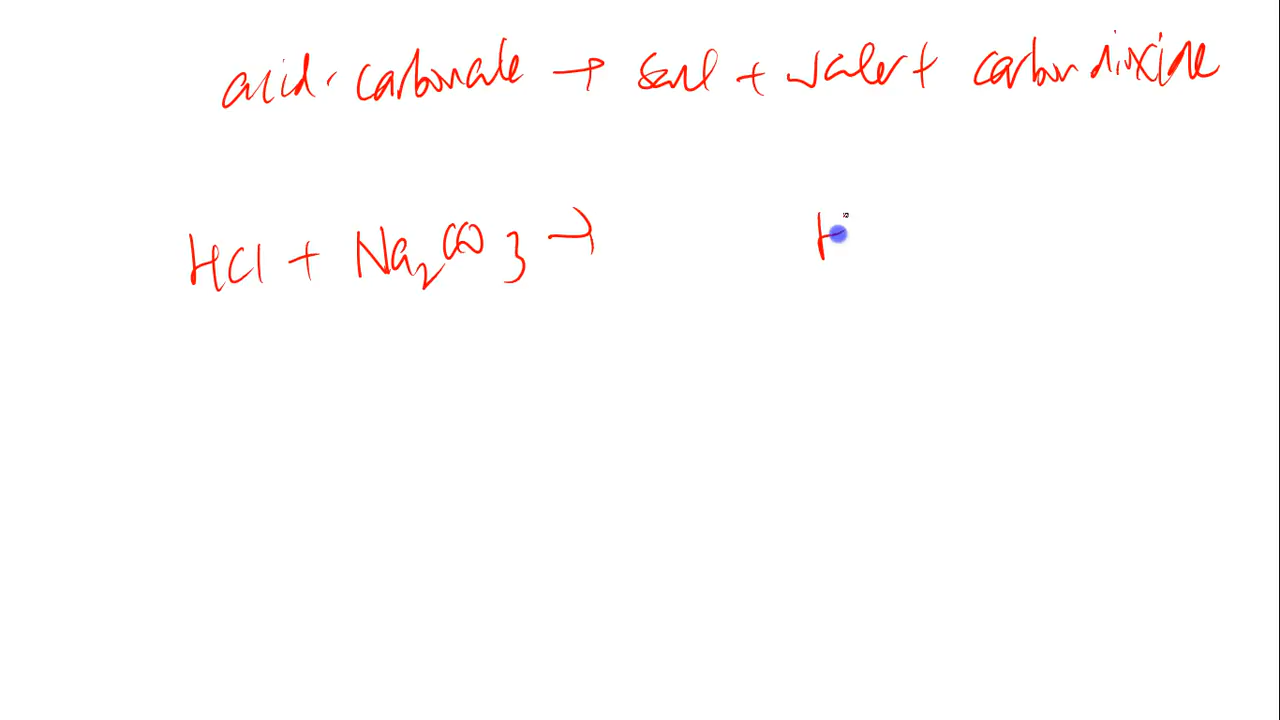 acid + carbonate → salt + water + carbon dioxide
HCl + Na₂CO₃ →